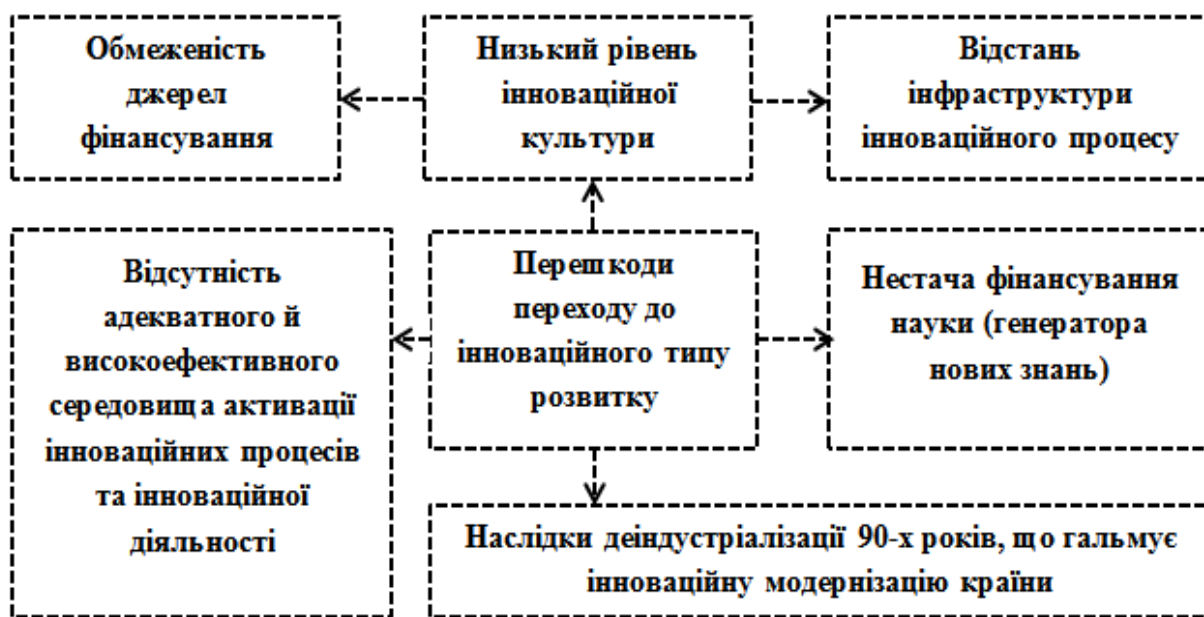 Обмеженість
джерел
фінансування
Низький рівень
інноваційної
культури
Відстань
інфраструктури
інноваційного процесу
Відсутність
адекватного й
високоефективного
середовища активації
інноваційних процесів
та інноваційної
діяльності
Перешкоди
переходу до
інноваційного типу
розвитку
Нестача фінансування
науки (генератора
нових знань)
Наслідки деіндустріалізації 90-х років, що гальмує
інноваційну модернізацію країни